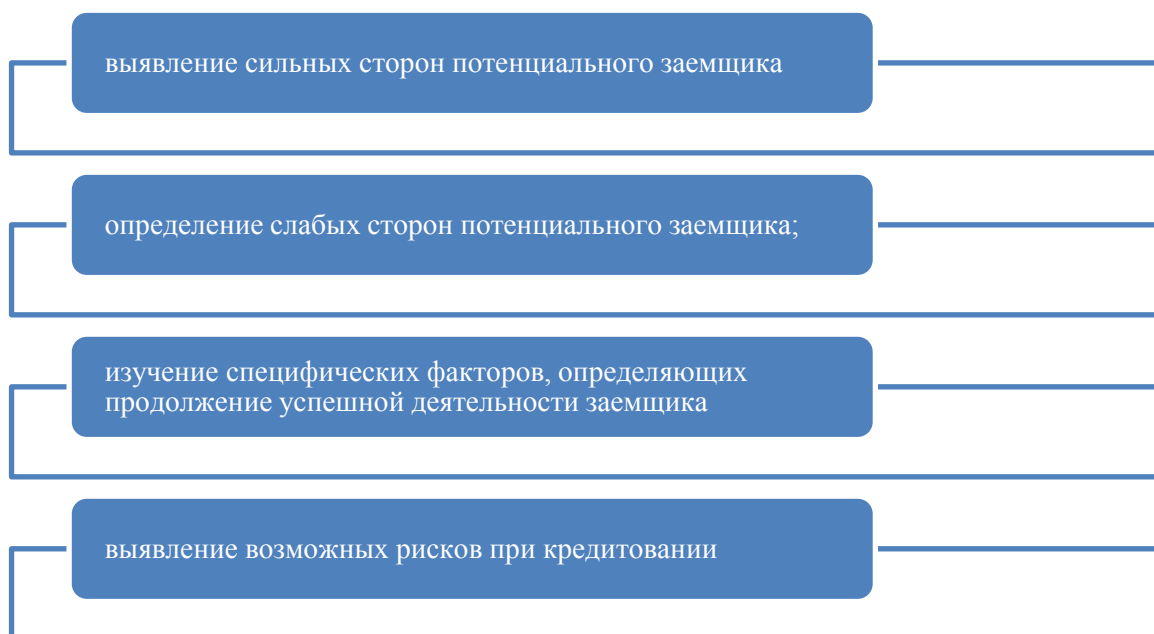 выявление сильных сторон потенциального заемщика
определение слабых сторон потенциального заемщика;
изучение специфических факторов, определяющих
продолжение успешной деятельности заемщика
выявление возможных рисков при кредитовании